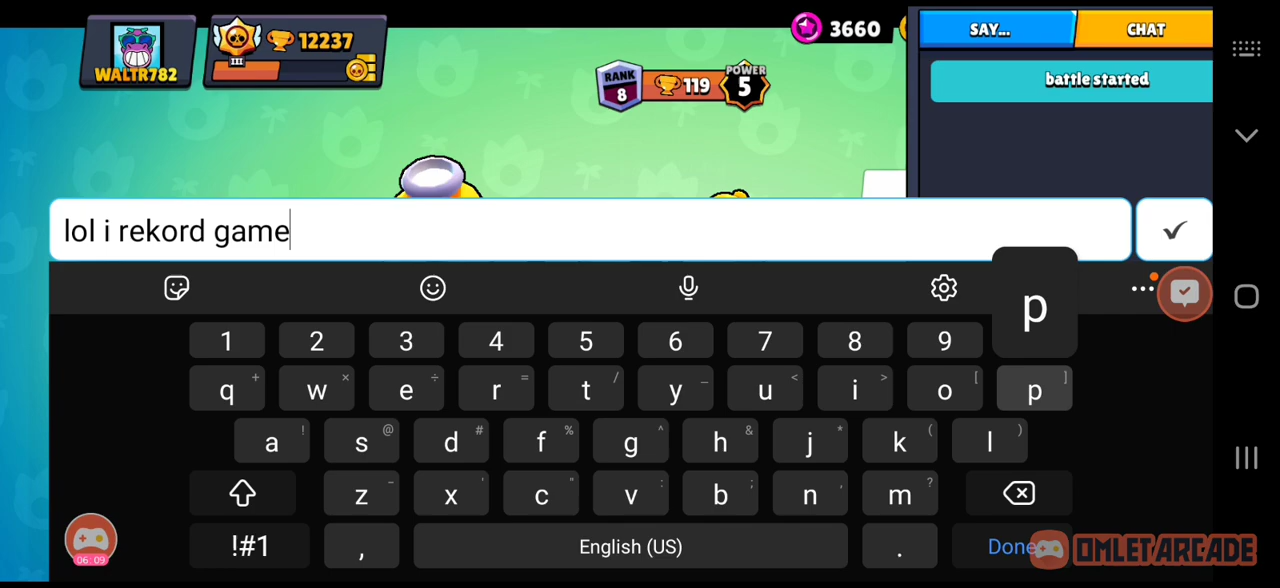 WALTR782
III
12237
RANK
8
119
POWER
5
3660
SAY...
CHAT
battle started
lol i rekord game
p
1 2 3 4 5 6 7 8 9
q + w × e ÷ r = t / y _ u < i > o [ p ]
a ! s @ d # f % g ^ h & j * k ( l )
z - x ' c " v : b ; n , m ?
!#1 , English (US) . Done
06:09
OMLET ARCADE